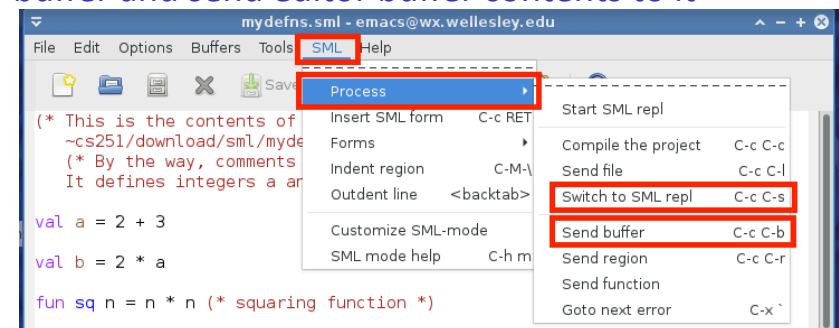 buffer and send editor buffer contents to it
mydefns.sml - emacs@wx.wellesley.edu
File Edit Options Buffers Tools SML Help
Save
Process
Insert SML form C-c RET
Forms
Indent region C-M-\
Outdent line <backtab>
Customize SML-mode
SML mode help C-h m
Start SML repl
Compile the project C-c C-c
Send file C-c C-l
Switch to SML repl C-c C-s
Send buffer C-c C-b
Send region C-c C-r
Send function
Goto next error C-x `
(* This is the contents of
~cs251/download/sml/myde
(* By the way, comments
It defines integers a an
val a = 2 + 3
val b = 2 * a
fun sq n = n * n (* squaring function *)